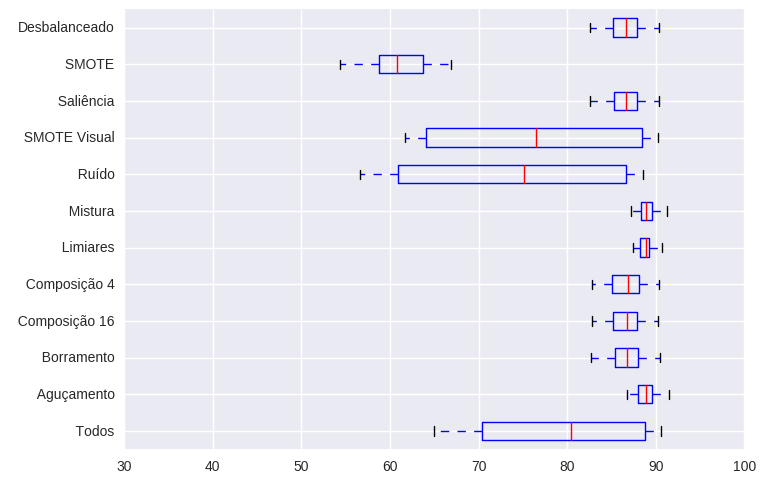 Desbalanceado
SMOTE
Saliência
SMOTE Visual
Ruído
Mistura
Limiares
Composição 4
Composição 16
Borramento
Aguçamento
Todos
30 40 50 60 70 80 90 100